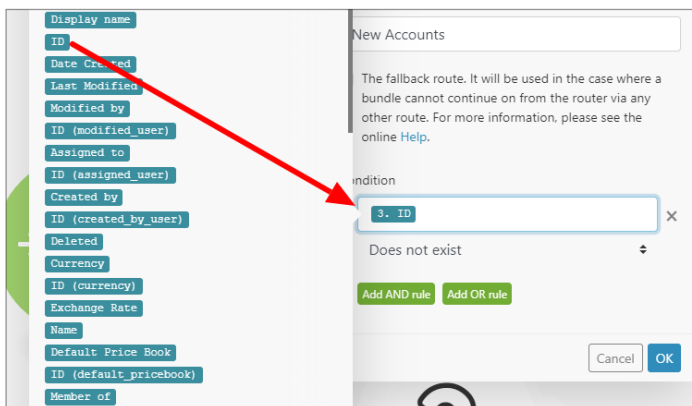 Display name
ID
Date Created
Last Modified
Modified by
ID (modified_user)
Assigned to
ID (assigned_user)
Created by
ID (created_by_user)
Deleted
Currency
ID (currency)
Exchange Rate
Name
Default Price Book
ID (default_pricebook)
Member of
New Accounts
The fallback route. It will be used in the case where a
bundle cannot continue on from the router via any
other route. For more information, please see the
online Help.
ndition
3. ID
Does not exist
Add AND rule Add OR rule
Cancel OK